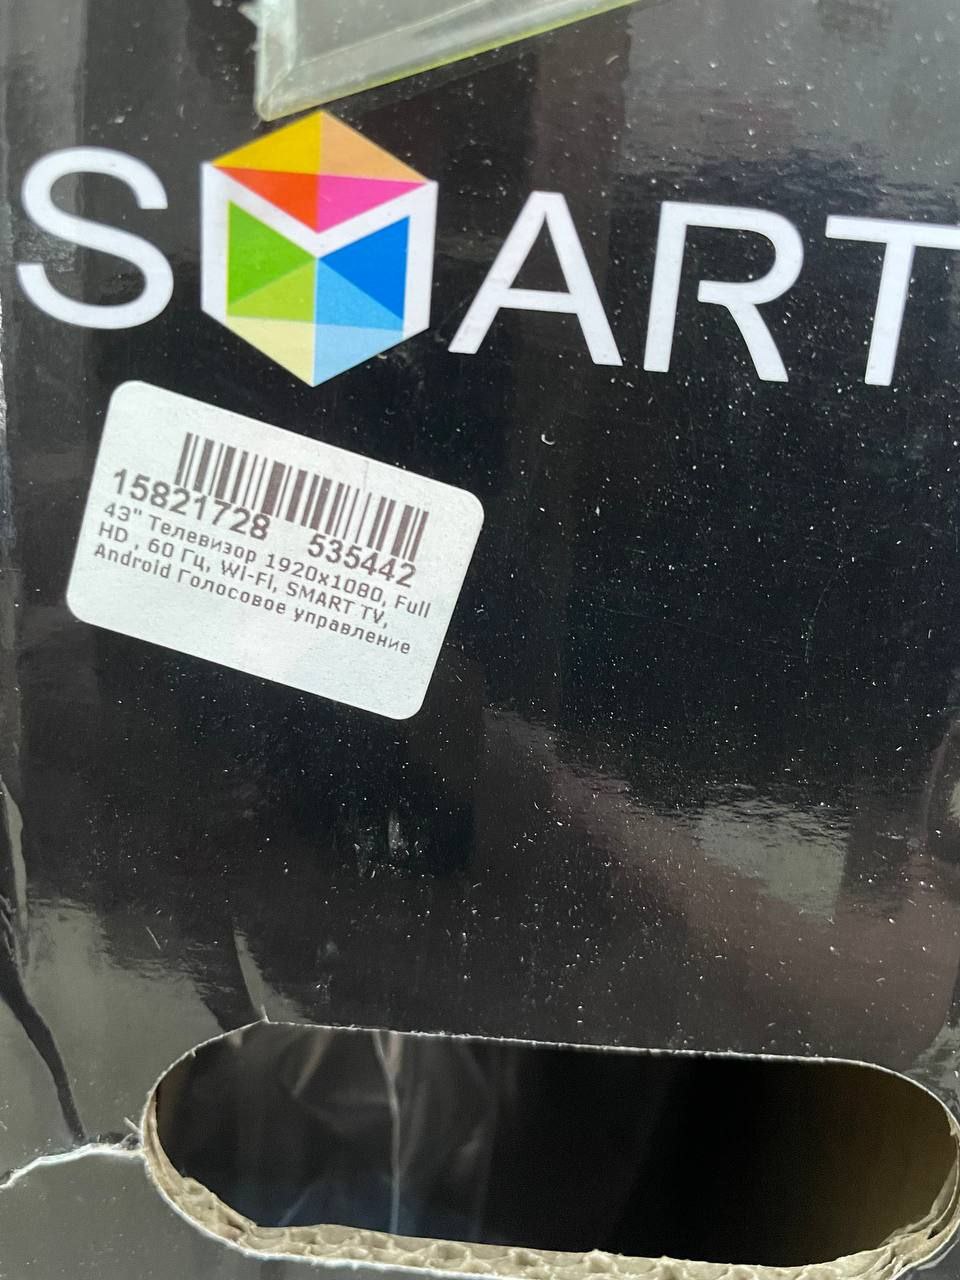 SMART
15821728 535442
43" Телевизор 1920x1080, Full
HD , 60 Гц, WI-FI, SMART TV,
Android Голосовое управление